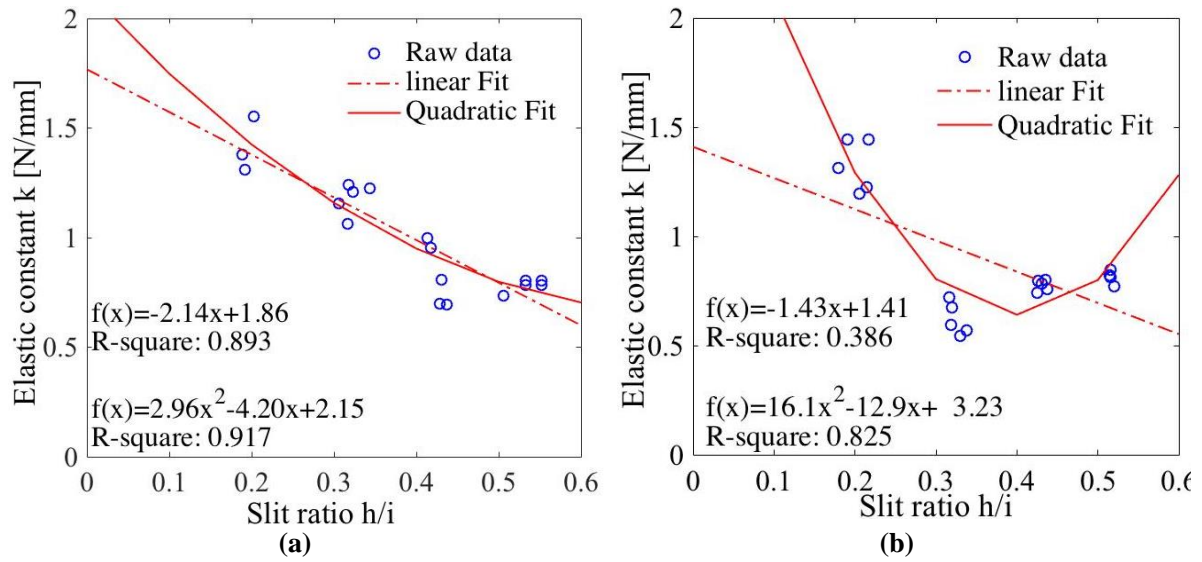 2
1.5
1
0.5
0
Elastic constant k [N/mm]
Raw data
linear Fit
Quadratic Fit
f(x)=-2.14x+1.86
R-square: 0.893
f(x)=2.96x²-4.20x+2.15
R-square: 0.917
0 0.1 0.2 0.3 0.4 0.5 0.6
Slit ratio h/i
(a)
2
1.5
1
0.5
0
Elastic constant k [N/mm]
Raw data
linear Fit
Quadratic Fit
f(x)=-1.43x+1.41
R-square: 0.386
f(x)=16.1x²-12.9x+ 3.23
R-square: 0.825
0 0.1 0.2 0.3 0.4 0.5 0.6
Slit ratio h/i
(b)